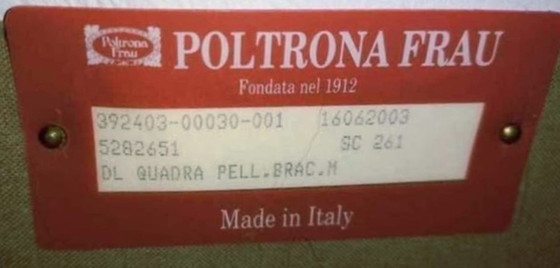 Poltrona
Frau
POLTRONA FRAU
Fondata nel 1912
392403-00030-001 16062003
5282651 SC 261
DL QUADRA PELL.BRAC.M
Made in Italy